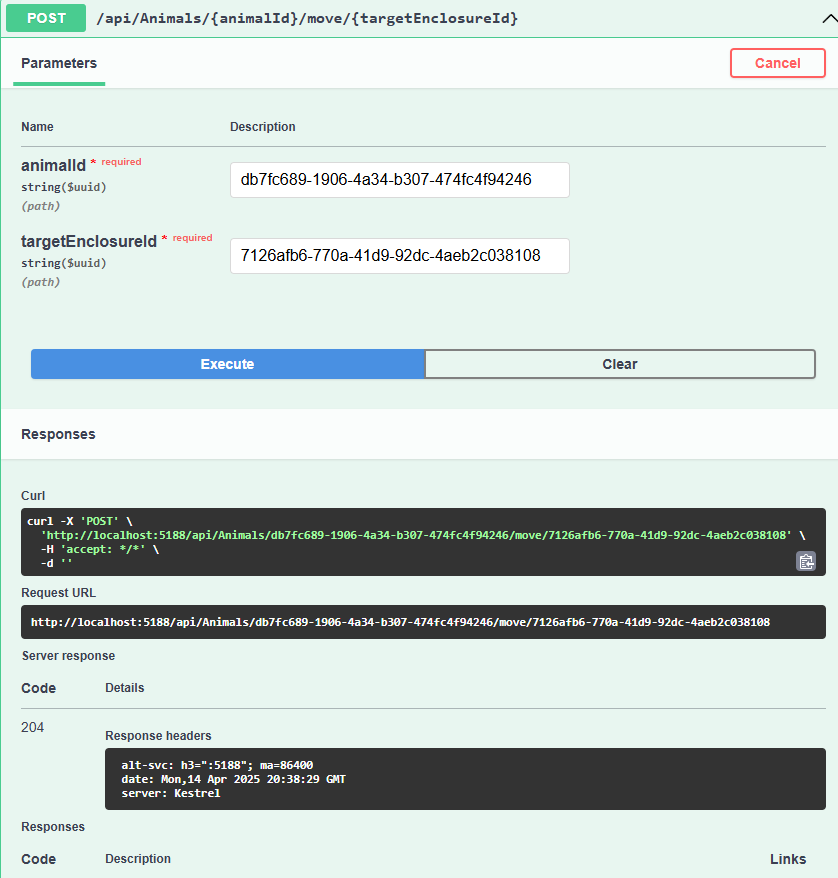 POST /api/Animals/{animalId}/move/{targetEnclosureId}
Parameters
Cancel
Name Description
animalId * required
string($uuid)
(path)
db7fc689-1906-4a34-b307-474fc4f94246
targetEnclosureId * required
string($uuid)
(path)
7126afb6-770a-41d9-92dc-4aeb2c038108
Execute Clear
Responses
Curl
curl -X 'POST' \
'http://localhost:5188/api/Animals/db7fc689-1906-4a34-b307-474fc4f94246/move/7126afb6-770a-41d9-92dc-4aeb2c038108' \
-H 'accept: */*' \
-d ''
Request URL
http://localhost:5188/api/Animals/db7fc689-1906-4a34-b307-474fc4f94246/move/7126afb6-770a-41d9-92dc-4aeb2c038108
Server response
Code Details
204
Response headers
alt-svc: h3=":5188"; ma=86400
date: Mon,14 Apr 2025 20:38:29 GMT
server: Kestrel
Responses
Code Description Links